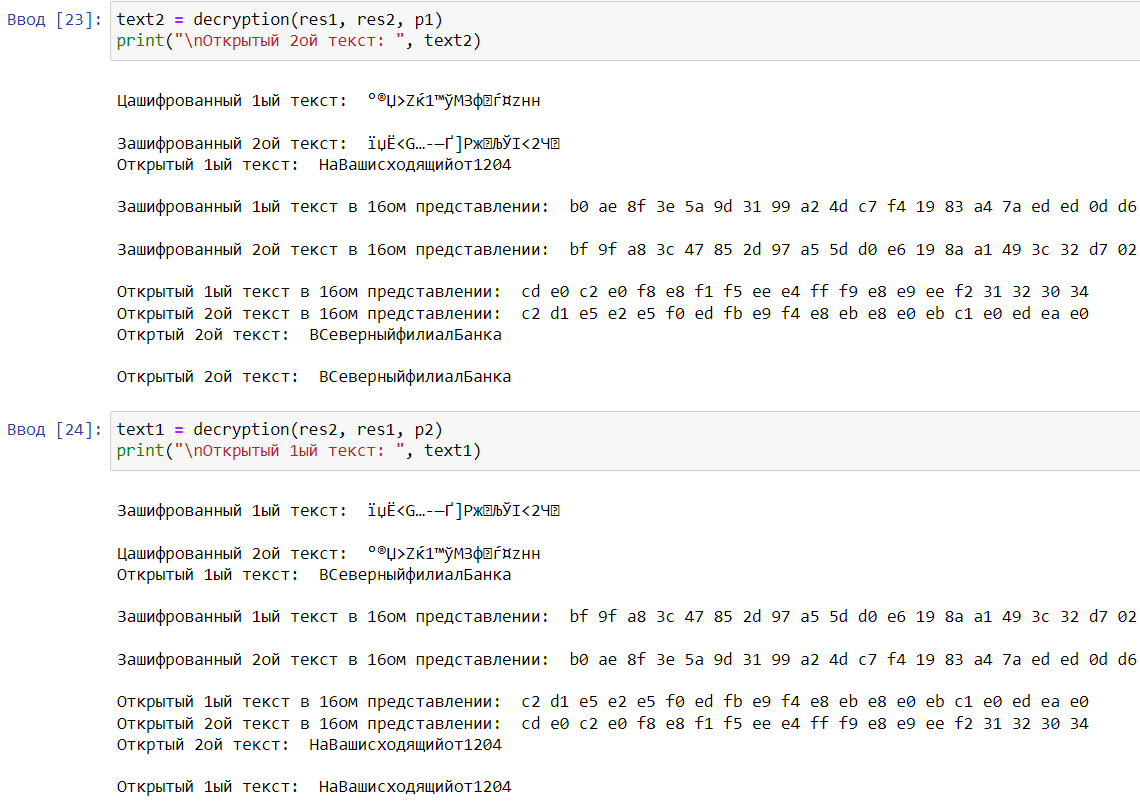 Ввод [23]: text2 = decryption(res1, res2, p1)
print("\nОткрытый 2ой текст: ", text2)
Цашифрованный 1ый текст:  °®Џ>Zќ1™ўМЗф�ѓ¤zнн
Зашифрованный 2ой текст:  їџЁ<G…-—Ґ]Рж�ЉЎI<2Ч�
Открытый 1ый текст:  НаВашисходящийот1204
Зашифрованный 1ый текст в 16ом представлении:  b0 ae 8f 3e 5a 9d 31 99 a2 4d c7 f4 19 83 a4 7a ed ed 0d d6
Зашифрованный 2ой текст в 16ом представлении:  bf 9f a8 3c 47 85 2d 97 a5 5d d0 e6 19 8a a1 49 3c 32 d7 02
Открытый 1ый текст в 16ом представлении:  cd e0 c2 e0 f8 e8 f1 f5 ee e4 ff f9 e8 e9 ee f2 31 32 30 34
Открытый 2ой текст в 16ом представлении:  c2 d1 e5 e2 e5 f0 ed fb e9 f4 e8 eb e8 e0 eb c1 e0 ed ea e0
Откртый 2ой текст:  ВСеверныйфилиалБанка
Открытый 2ой текст:  ВСеверныйфилиалБанка
Ввод [24]: text1 = decryption(res2, res1, p2)
print("\nОткрытый 1ый текст: ", text1)
Зашифрованный 1ый текст:  їџЁ<G…-—Ґ]Рж�ЉЎI<2Ч�
Цашифрованный 2ой текст:  °®Џ>Zќ1™ўМЗф�ѓ¤zнн
Открытый 1ый текст:  ВСеверныйфилиалБанка
Зашифрованный 1ый текст в 16ом представлении:  bf 9f a8 3c 47 85 2d 97 a5 5d d0 e6 19 8a a1 49 3c 32 d7 02
Зашифрованный 2ой текст в 16ом представлении:  b0 ae 8f 3e 5a 9d 31 99 a2 4d c7 f4 19 83 a4 7a ed ed 0d d6
Открытый 1ый текст в 16ом представлении:  c2 d1 e5 e2 e5 f0 ed fb e9 f4 e8 eb e8 e0 eb c1 e0 ed ea e0
Открытый 2ой текст в 16ом представлении:  cd e0 c2 e0 f8 e8 f1 f5 ee e4 ff f9 e8 e9 ee f2 31 32 30 34
Откртый 2ой текст:  НаВашисходящийот1204
Открытый 1ый текст:  НаВашисходящийот1204